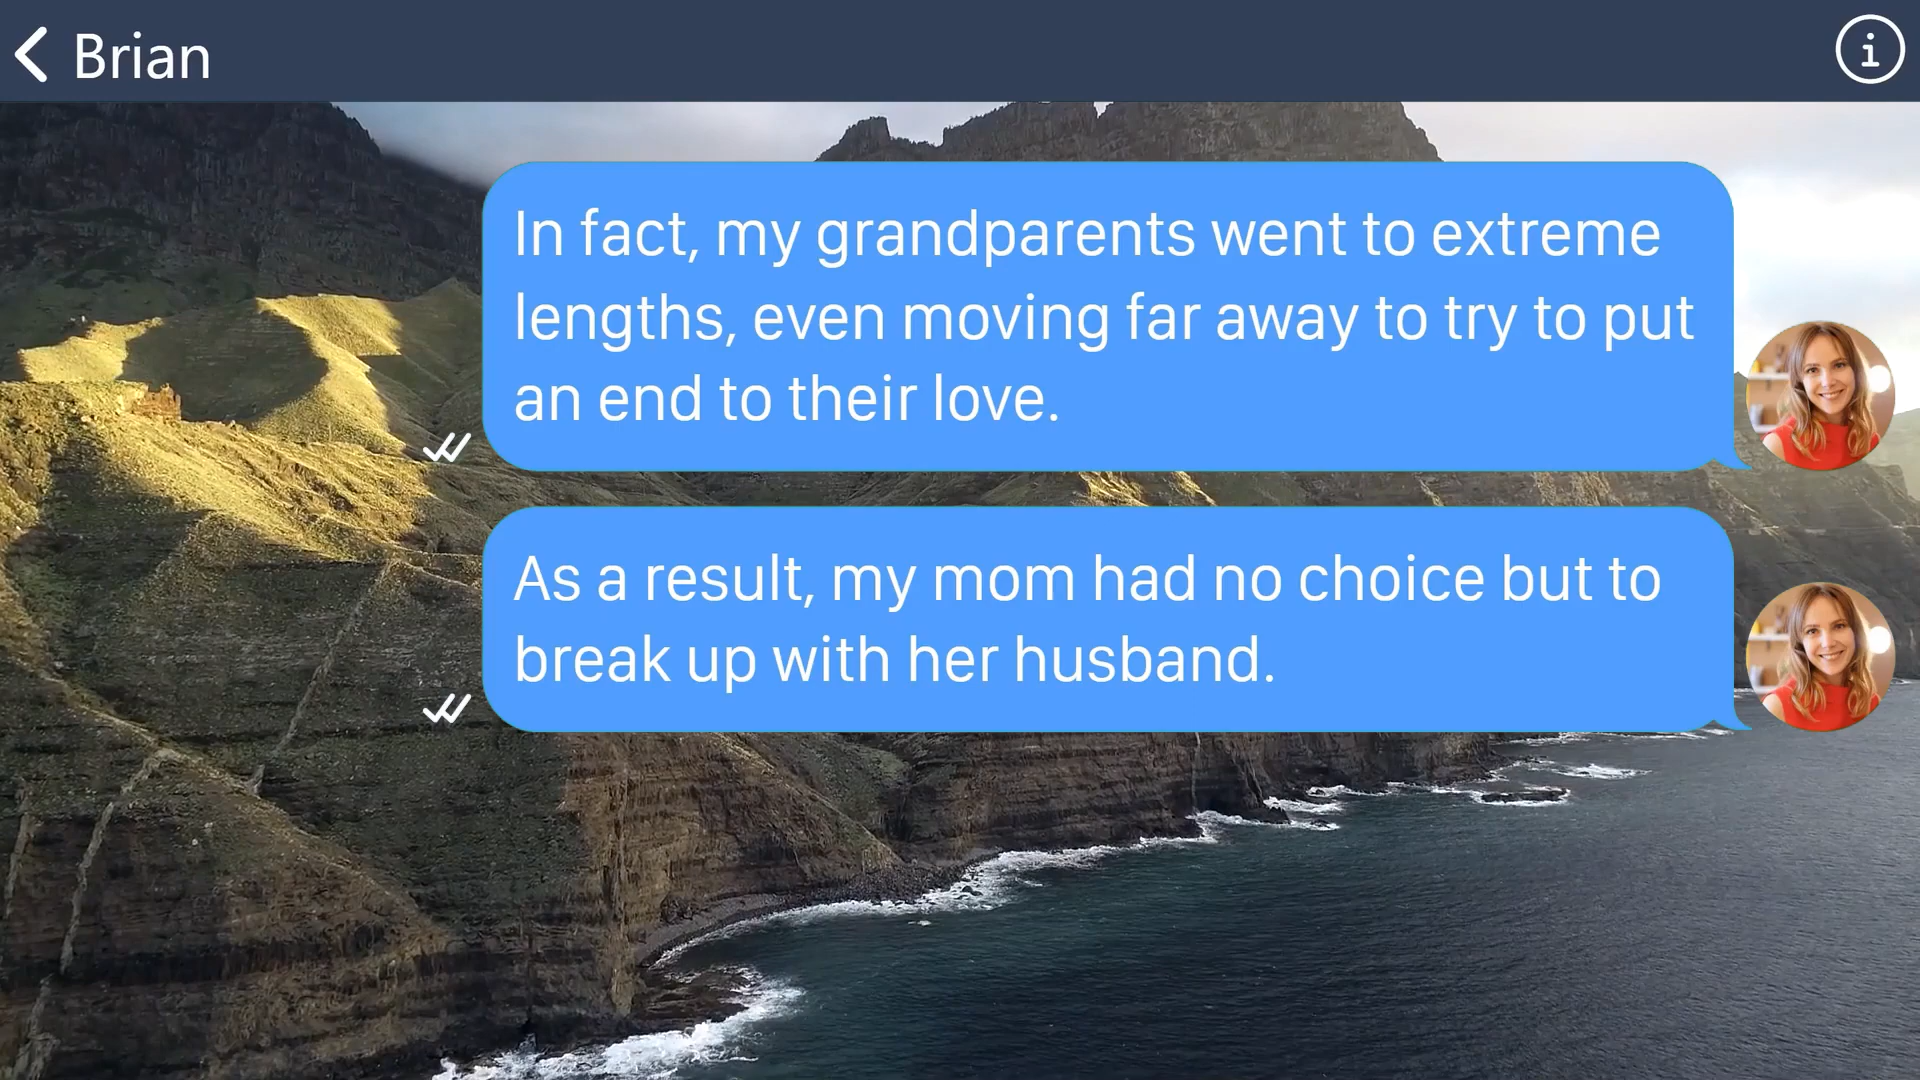 Brian
In fact, my grandparents went to extreme
lengths, even moving far away to try to put
an end to their love.
As a result, my mom had no choice but to
break up with her husband.